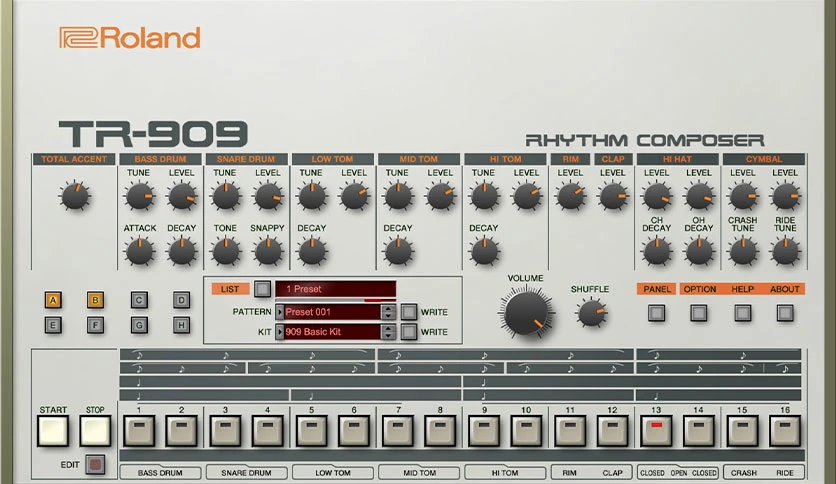 Roland
TR-909
RHYTHM COMPOSER
TOTAL ACCENT BASS DRUM SNARE DRUM LOW TOM MID TOM HI TOM RIM CLAP HI HAT CYMBAL
TUNE LEVEL TUNE LEVEL TUNE LEVEL TUNE LEVEL TUNE LEVEL LEVEL LEVEL LEVEL LEVEL LEVEL LEVEL
ATTACK DECAY TONE SNAPPY DECAY DECAY DECAY CH DECAY OH DECAY CRASH TUNE RIDE TUNE
VOLUME
SHUFFLE
LIST 1 Preset
PANEL OPTION HELP ABOUT
A B C D
PATTERN Preset 001 WRITE
E F G H
KIT 909 Basic Kit WRITE
START STOP 1 2 3 4 5 6 7 8 9 10 11 12 13 14 15 16
EDIT
BASS DRUM SNARE DRUM LOW TOM MID TOM HI TOM RIM CLAP CLOSED OPEN CLOSED CRASH RIDE